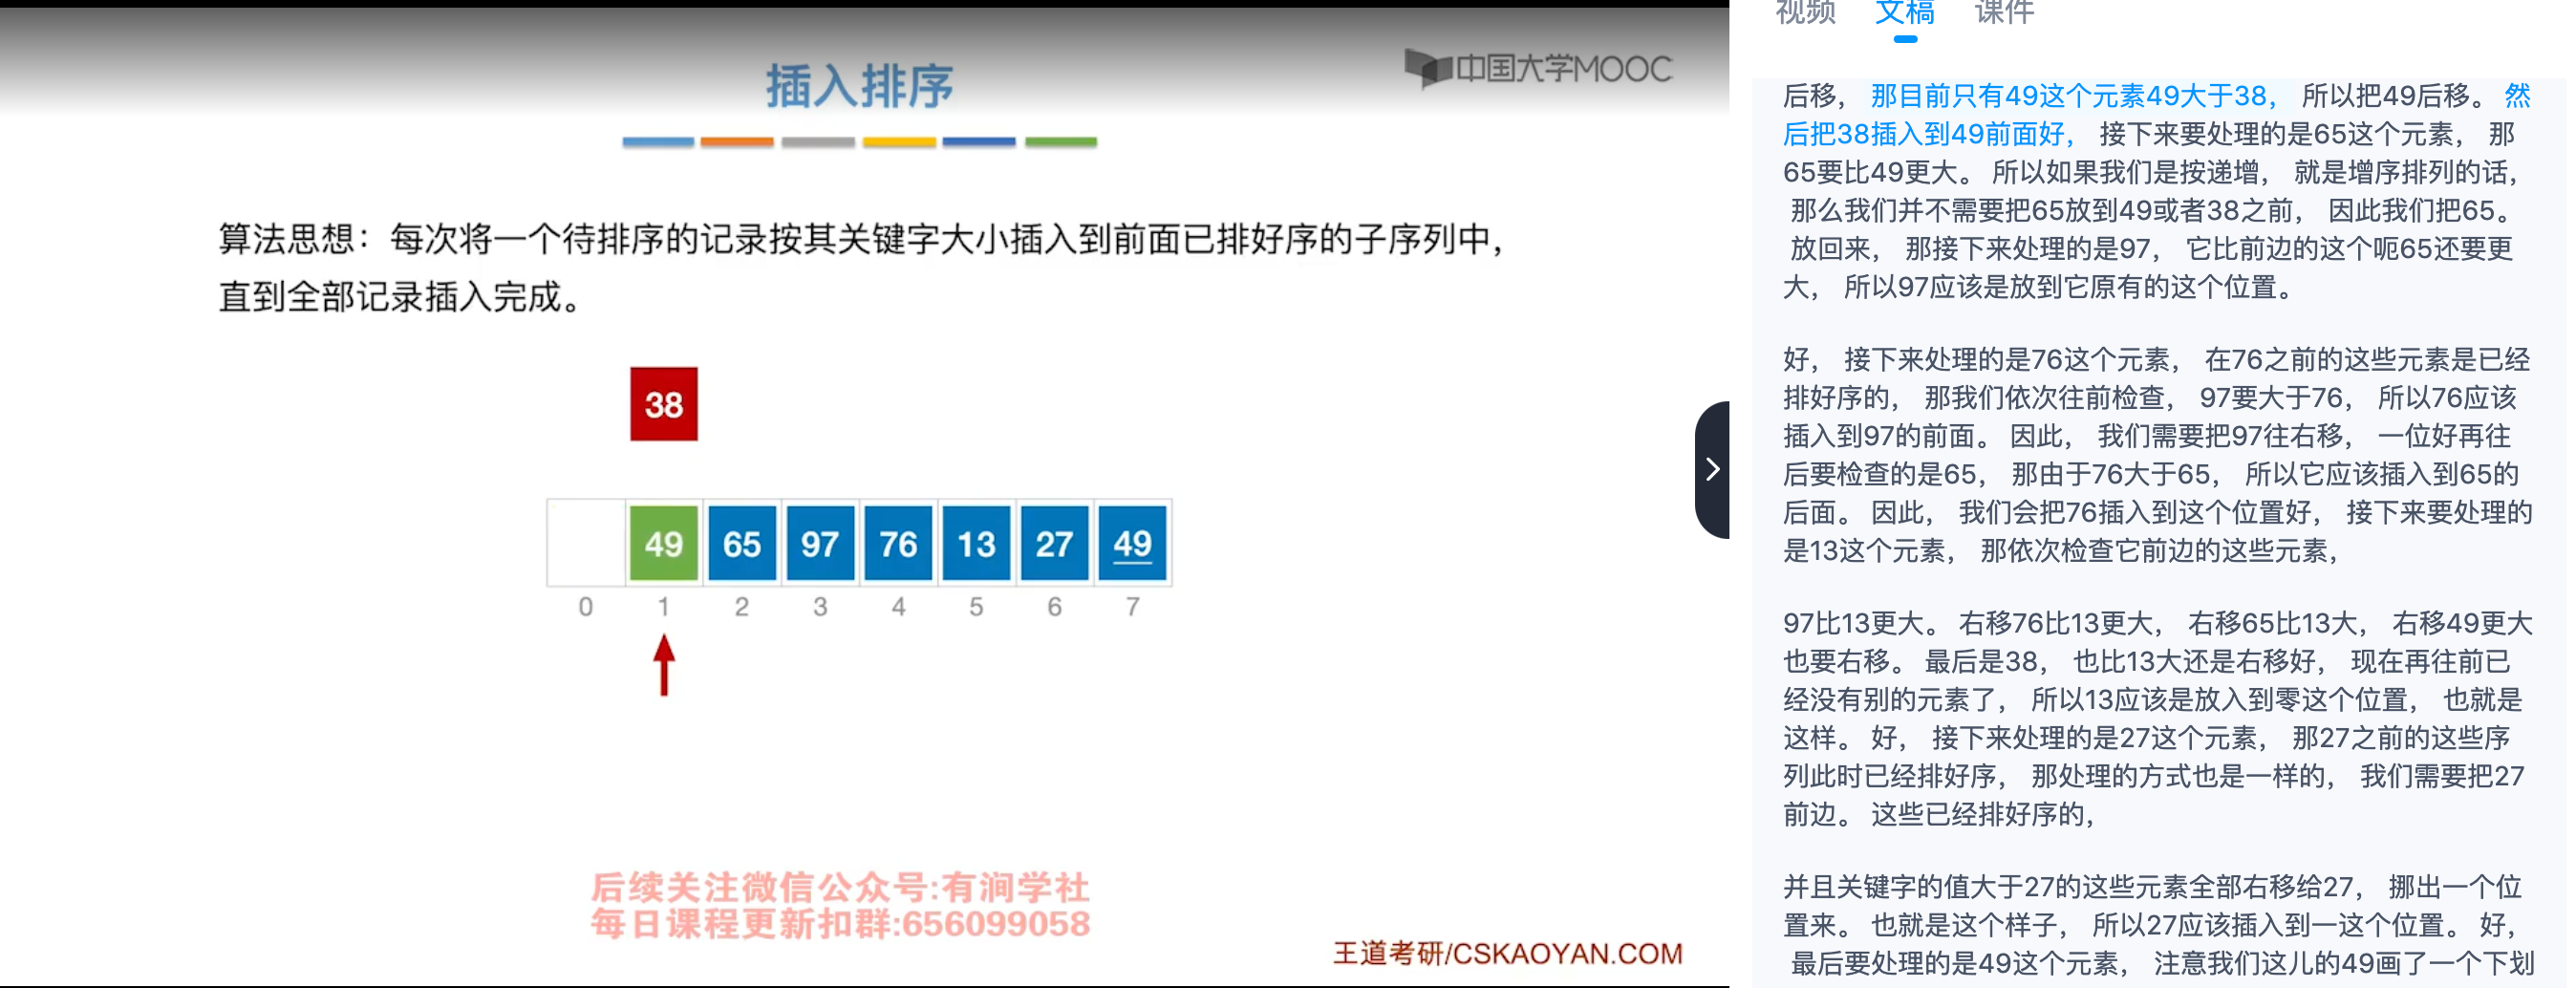 插入排序
中国大学MOOC
算法思想：每次将一个待排序的记录按其关键字大小插入到前面已排好序的子序列中，
直到全部记录插入完成。
38
49 65 97 76 13 27 49
0 1 2 3 4 5 6 7
后续关注微信公众号:有涧学社
每日课程更新扣群:656099058
王道考研/CSKAOYAN.COM
视频 文稿 课件
后移， 那目前只有49这个元素49大于38， 所以把49后移。 然
后把38插入到49前面好， 接下来要处理的是65这个元素， 那
65要比49更大。 所以如果我们是按递增， 就是增序排列的话，
那么我们并不需要把65放到49或者38之前， 因此我们把65。
放回来， 那接下来处理的是97， 它比前边的这个呃65还要更
大， 所以97应该是放到它原有的这个位置。
好， 接下来处理的是76这个元素， 在76之前的这些元素是已经
排好序的， 那我们依次往前检查， 97要大于76， 所以76应该
插入到97的前面。 因此， 我们需要把97往右移， 一位好再往
后要检查的是65， 那由于76大于65， 所以它应该插入到65的
后面。 因此， 我们会把76插入到这个位置好， 接下来要处理的
是13这个元素， 那依次检查它前边的这些元素，
97比13更大。 右移76比13更大， 右移65比13大， 右移49更大
也要右移。 最后是38， 也比13大还是右移好， 现在再往前已
经没有别的元素了， 所以13应该是放入到零这个位置， 也就是
这样。 好， 接下来处理的是27这个元素， 那27之前的这些序
列此时已经排好序， 那处理的方式也是一样的， 我们需要把27
前边。 这些已经排好序的，
并且关键字的值大于27的这些元素全部右移给27， 挪出一个位
置来。 也就是这个样子， 所以27应该插入到一这个位置。 好，
最后要处理的是49这个元素， 注意我们这儿的49画了一个下划